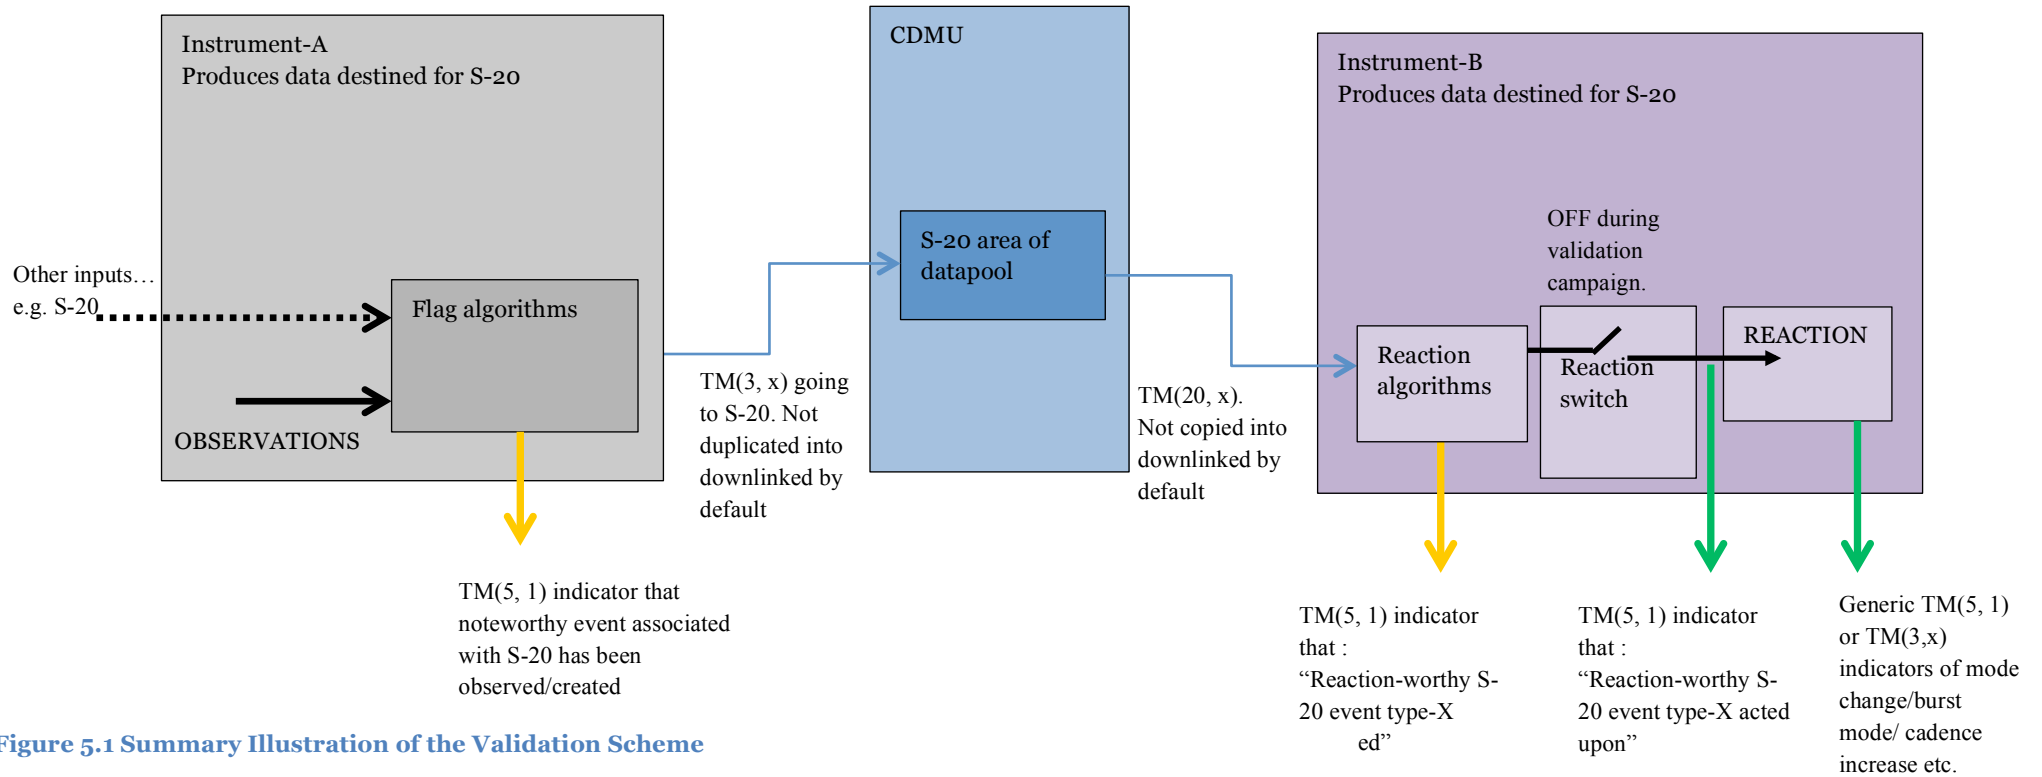 Instrument-A
Produces data destined for S-20
CDMU
Instrument-B
Produces data destined for S-20
Other inputs…
e.g. S-20
Flag algorithms
OBSERVATIONS
S-20 area of
datapool
OFF during
validation
campaign.
Reaction
algorithms
Reaction
switch
REACTION
TM(3, x) going
to S-20. Not
duplicated into
downlinked by
default
TM(20, x).
Not copied into
downlinked by
default
TM(5, 1) indicator that
noteworthy event associated
with S-20 has been
observed/created
TM(5, 1) indicator
that :
“Reaction-worthy S-
20 event type-X
ed”
TM(5, 1) indicator
that :
“Reaction-worthy S-
20 event type-X acted
upon”
Generic TM(5, 1)
or TM(3,x)
indicators of mode
change/burst
mode/ cadence
increase etc.
Figure 5.1 Summary Illustration of the Validation Scheme